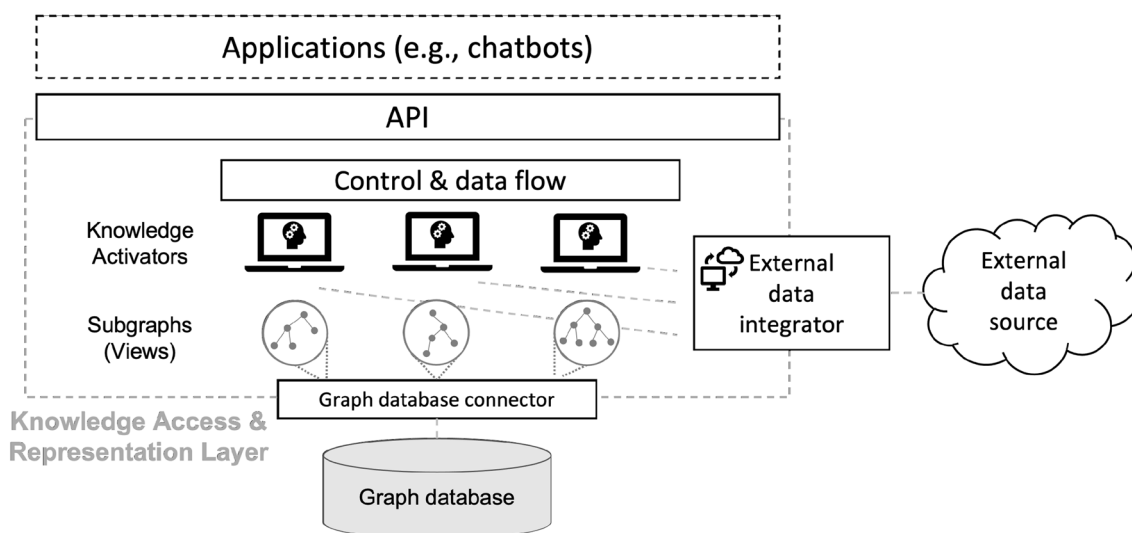 Applications (e.g., chatbots)
API
Control & data flow
Knowledge
Activators
External
data
integrator
External
data
source
Subgraphs
(Views)
Graph database connector
Knowledge Access &
Representation Layer
Graph database